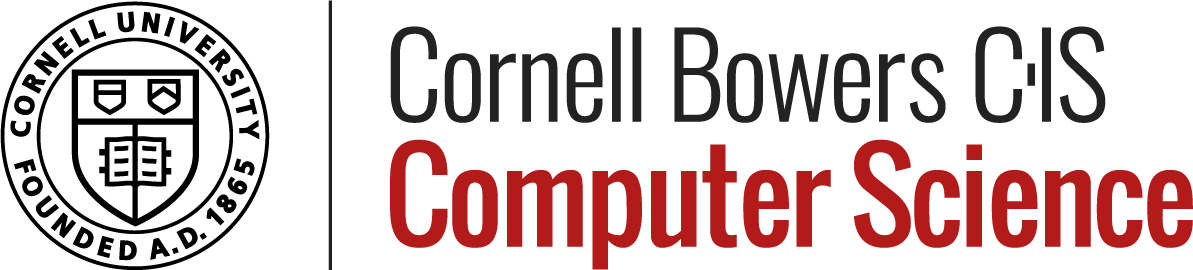 CORNELL UNIVERSITY
FOUNDED A.D. 1865
Cornell Bowers C·IS
Computer Science